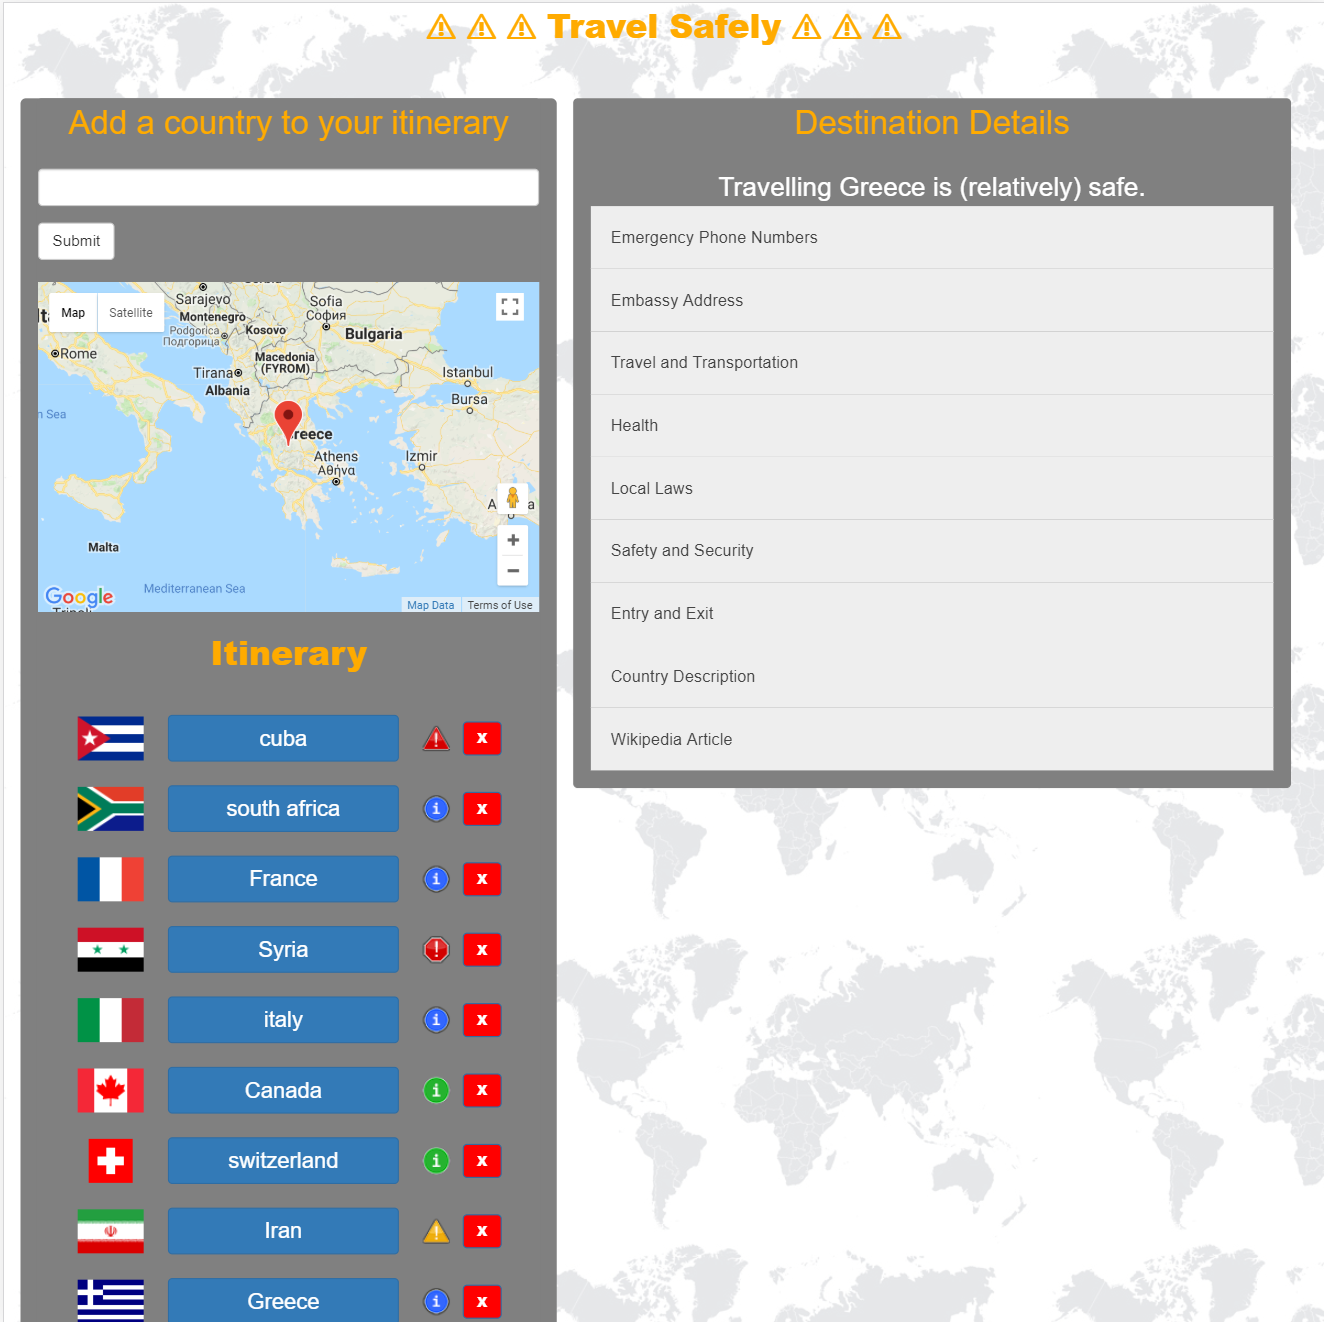 Travel Safely
Add a country to your itinerary
Submit
Map
Satellite
Sarajevo
Montenegro
Podgorica
Подгорица
Kosovo
Sofia
София
Bulgaria
Rome
Macedonia
(FYROM)
Tirana
Albania
Istanbul
Bursa
n Sea
reece
Athens
Αθήνα
Izmir
Malta
Mediterranean Sea
Google
Map Data
Terms of Use
Itinerary
cuba
x
south africa
x
France
x
Syria
x
italy
x
Canada
x
switzerland
x
Iran
x
Greece
x
Destination Details
Travelling Greece is (relatively) safe.
Emergency Phone Numbers
Embassy Address
Travel and Transportation
Health
Local Laws
Safety and Security
Entry and Exit
Country Description
Wikipedia Article